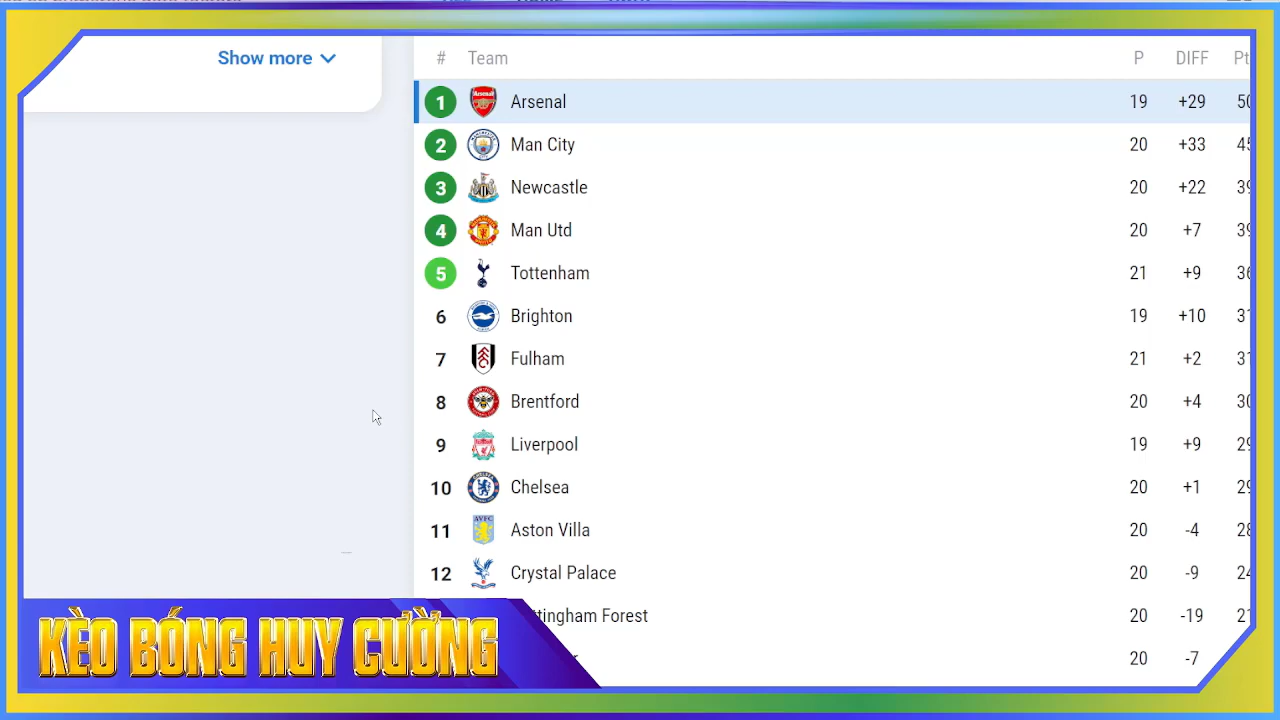 Show more
# Team P DIFF
1 Arsenal 19 +29
2 Man City 20 +33
3 Newcastle 20 +22
4 Man Utd 20 +7
5 Tottenham 21 +9
6 Brighton 19 +10
7 Fulham 21 +2
8 Brentford 20 +4
9 Liverpool 19 +9
10 Chelsea 20 +1
11 Aston Villa 20 -4
12 Crystal Palace 20 -9
Forest 20 -19
20 -7
KÈO BÓNG HUY CƯỜNG